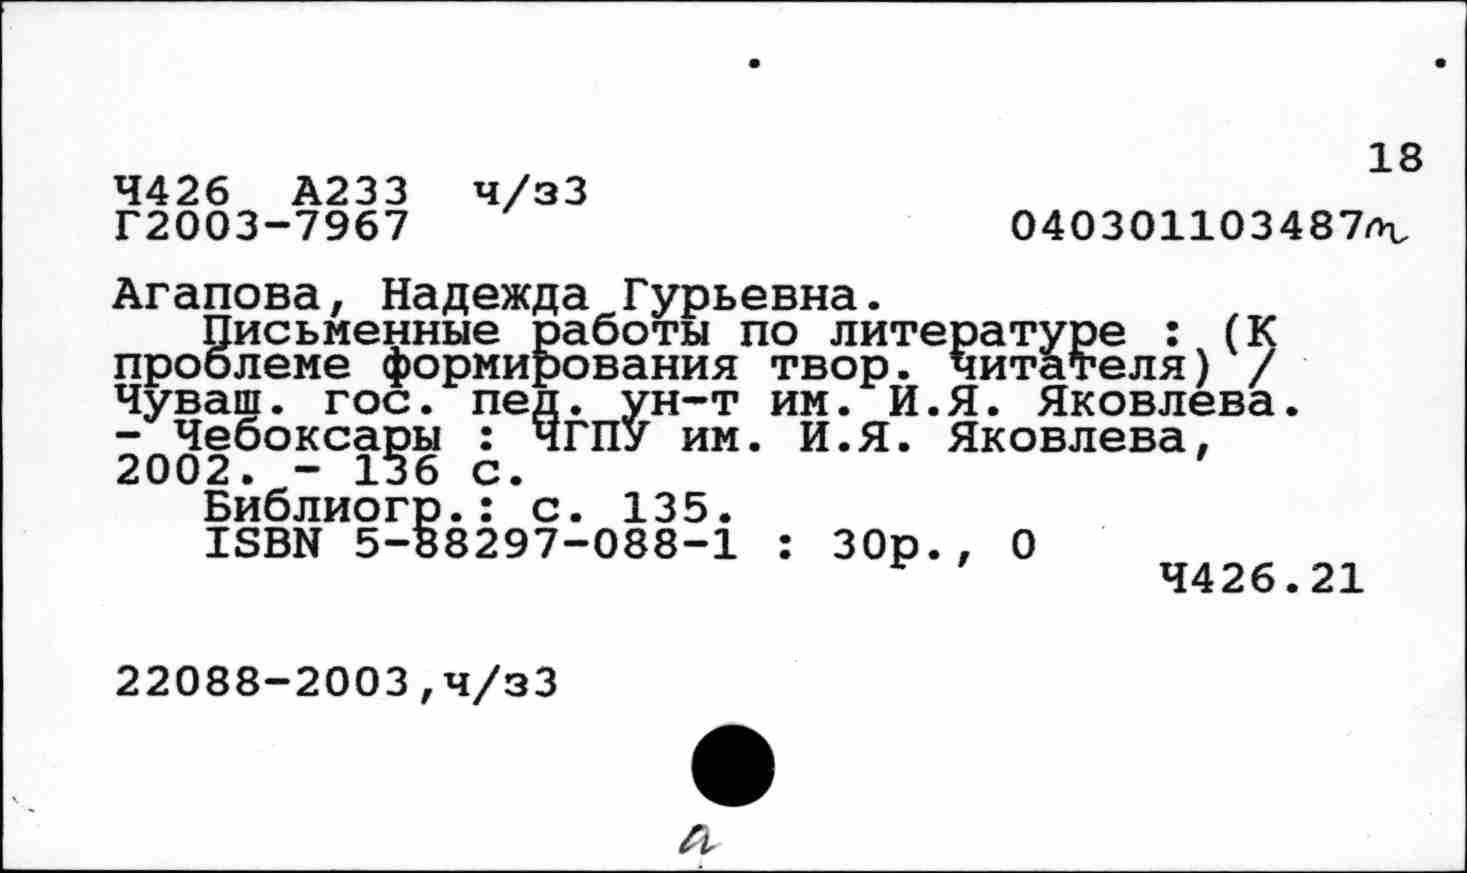 18
Ч426 А233 ч/з3
Г2003-7967 040301103487
Агапова, Надежда Гурьевна.
Письменные работы по литературе : (К
проблеме формирования твор. читателя) /
Чуваш. гос. пед. ун-т им. И.Я. Яковлева.
- Чебоксары : ЧГПУ им. И.Я. Яковлева,
2002. - 136 с.
Библиогр.: с. 135.
ISBN 5-88297-088-1 : 30р., 0
Ч426.21
22088-2003,ч/з3